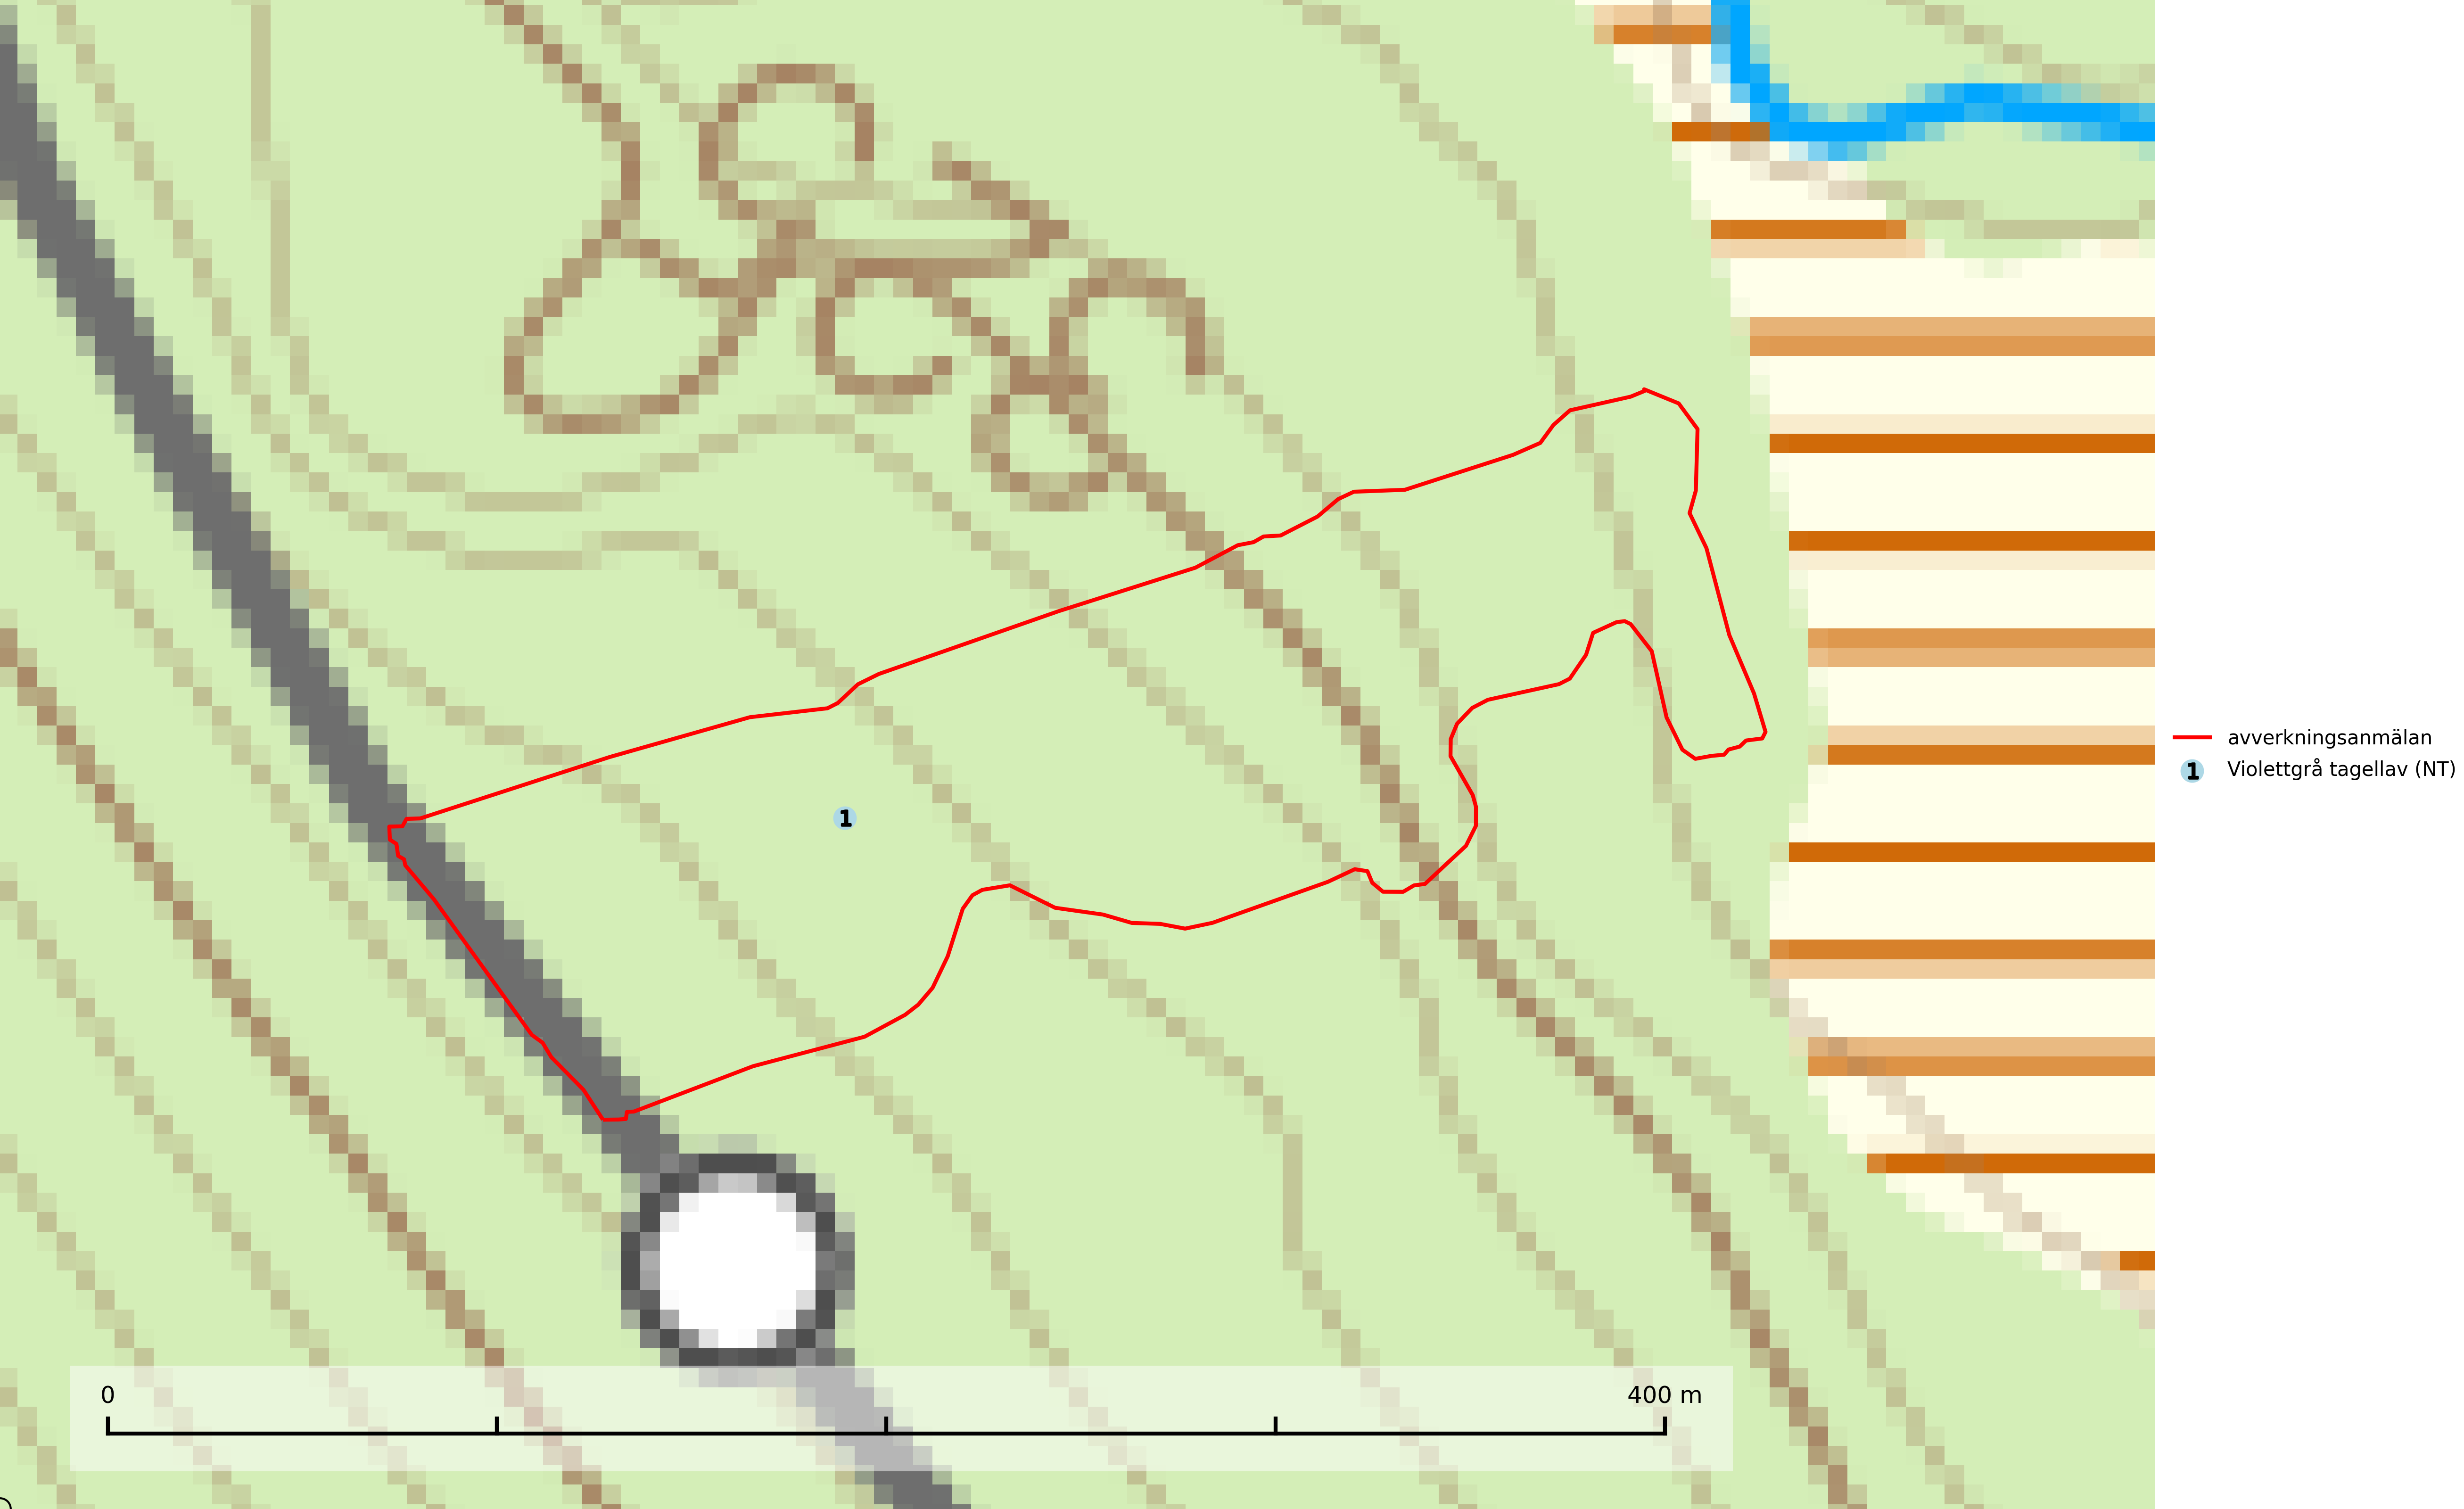 avverkningsanmälan
1 Violettgrå tagellav (NT)
1
0 400 m